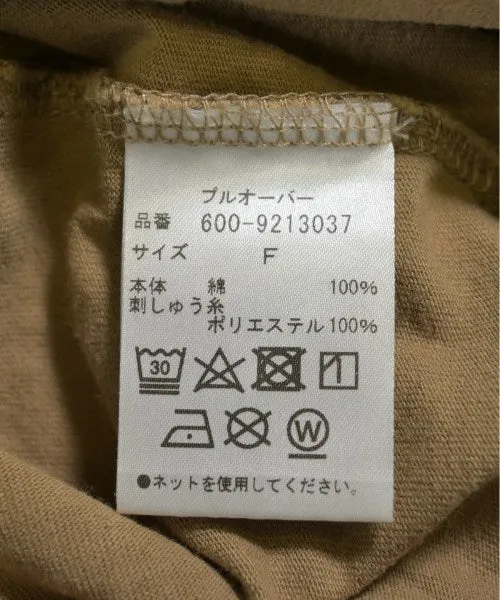 プルオーバー
品番 600-9213037
サイズ F
本体 綿 100%
刺しゅう糸
ポリエステル 100%
30
W
●ネットを使用してください。